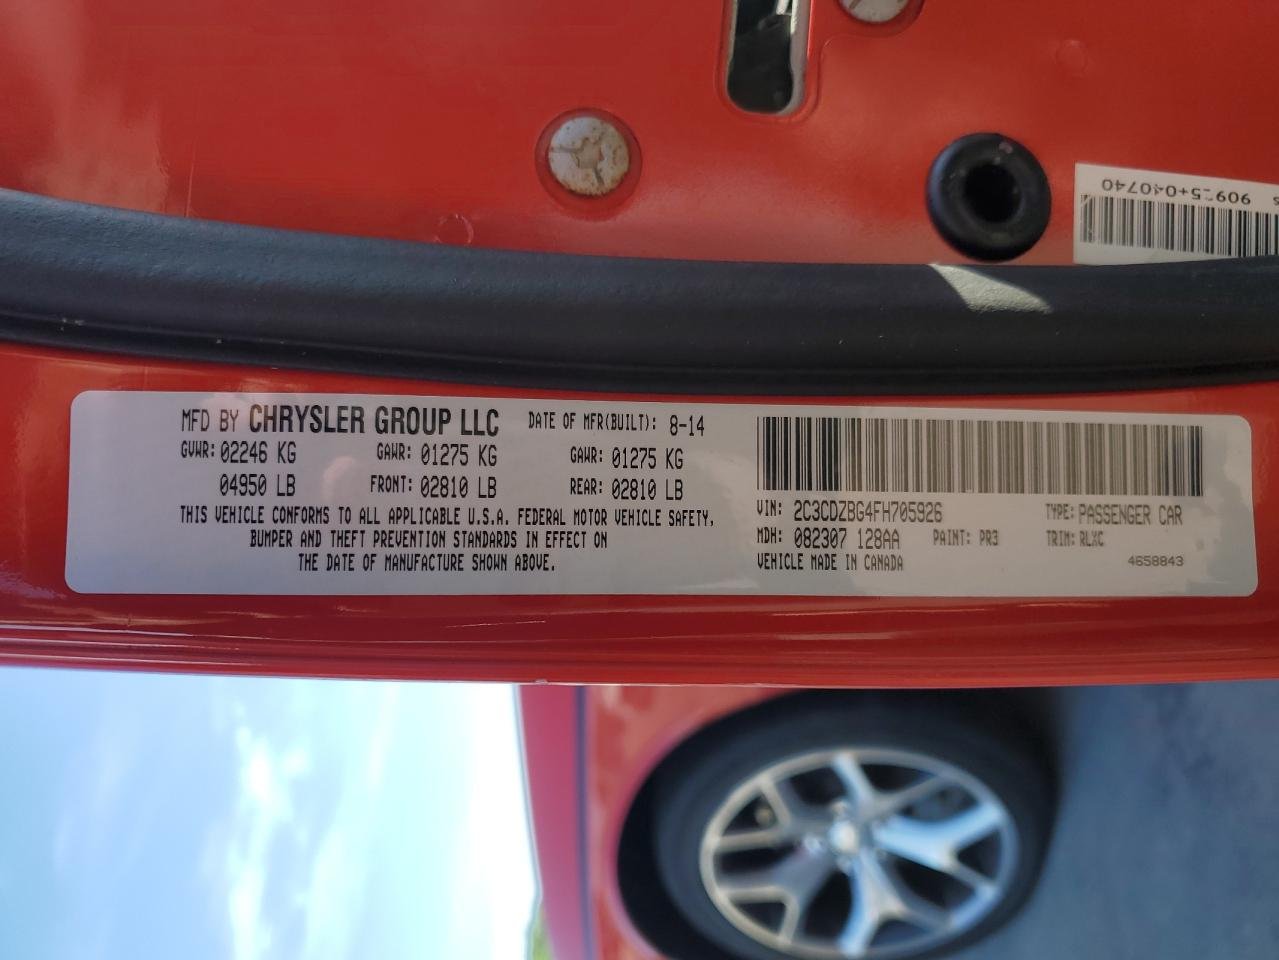 90925+040740
MFD BY CHRYSLER GROUP LLC DATE OF MFR(BUILT): 8-14
GVWR: 02246 KG GAWR: 01275 KG GAWR: 01275 KG
04950 LB FRONT: 02810 LB REAR: 02810 LB
THIS VEHICLE CONFORMS TO ALL APPLICABLE U.S.A. FEDERAL MOTOR VEHICLE SAFETY,
BUMPER AND THEFT PREVENTION STANDARDS IN EFFECT ON
THE DATE OF MANUFACTURE SHOWN ABOVE.
VIN: 2C3CDZBG4FH705926 TYPE: PASSENGER CAR
MDH: 082307 128AA PAINT: PR3 TRIM: RLXC
VEHICLE MADE IN CANADA 4658843